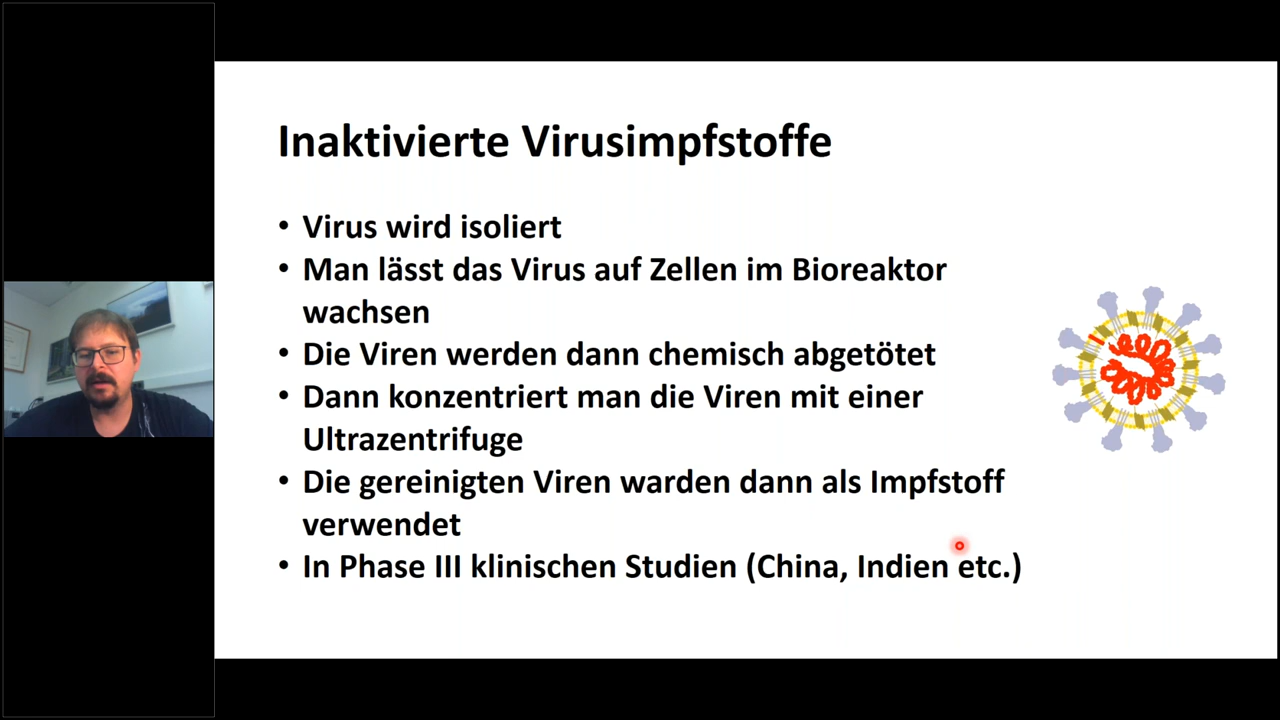 Inaktivierte Virusimpfstoffe
• Virus wird isoliert
• Man lässt das Virus auf Zellen im Bioreaktor
wachsen
• Die Viren werden dann chemisch abgetötet
• Dann konzentriert man die Viren mit einer
Ultrazentrifuge
• Die gereinigten Viren warden dann als Impfstoff
verwendet
• In Phase III klinischen Studien (China, Indien etc.)